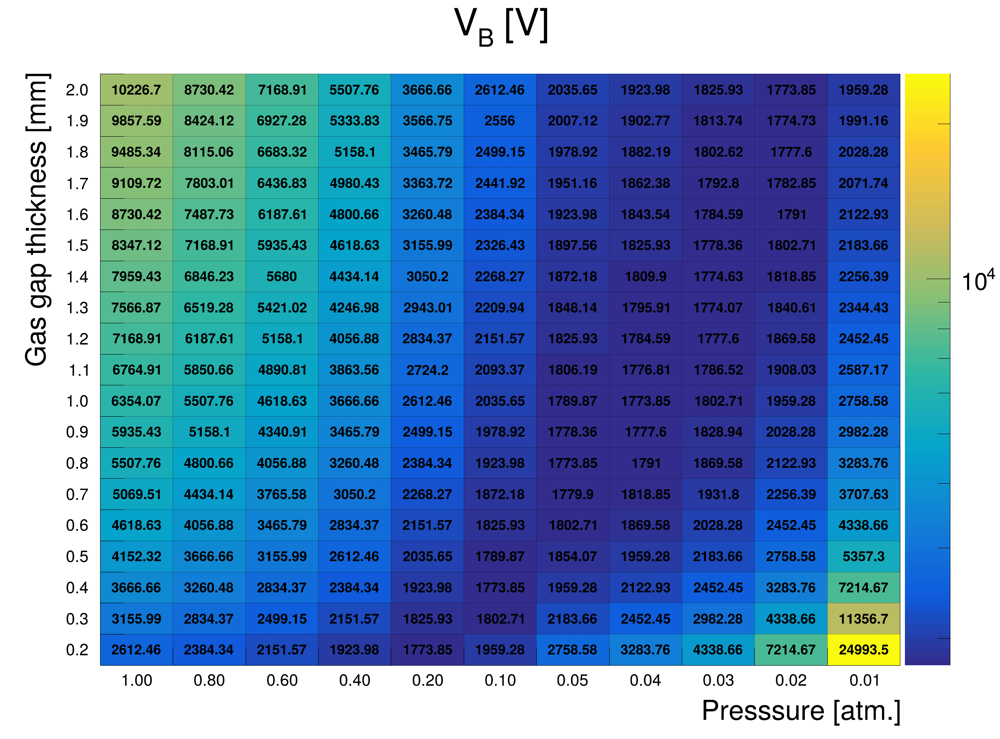 V_B [V]
Gas gap thickness [mm]
2.0 10226.7 8730.42 7168.91 5507.76 3666.66 2612.46 2035.65 1923.98 1825.93 1773.85 1959.28
1.9 9857.59 8424.12 6927.28 5333.83 3566.75 2556 2007.12 1902.77 1813.74 1774.73 1991.16
1.8 9485.34 8115.06 6683.32 5158.1 3465.79 2499.15 1978.92 1882.19 1802.62 1777.6 2028.28
1.7 9109.72 7803.01 6436.83 4980.43 3363.72 2441.92 1951.16 1862.38 1792.8 1782.85 2071.74
1.6 8730.42 7487.73 6187.61 4800.66 3260.48 2384.34 1923.98 1843.54 1784.59 1791 2122.93
1.5 8347.12 7168.91 5935.43 4618.63 3155.99 2326.43 1897.56 1825.93 1778.36 1802.71 2183.66
1.4 7959.43 6846.23 5680 4434.14 3050.2 2268.27 1872.18 1809.9 1774.63 1818.85 2256.39
10^4
1.3 7566.87 6519.28 5421.02 4246.98 2943.01 2209.94 1848.14 1795.91 1774.07 1840.61 2344.43
1.2 7168.91 6187.61 5158.1 4056.88 2834.37 2151.57 1825.93 1784.59 1777.6 1869.58 2452.45
1.1 6764.91 5850.66 4890.81 3863.56 2724.2 2093.37 1806.19 1776.81 1786.52 1908.03 2587.17
1.0 6354.07 5507.76 4618.63 3666.66 2612.46 2035.65 1789.87 1773.85 1802.71 1959.28 2758.58
0.9 5935.43 5158.1 4340.91 3465.79 2499.15 1978.92 1778.36 1777.6 1828.94 2028.28 2982.28
0.8 5507.76 4800.66 4056.88 3260.48 2384.34 1923.98 1773.85 1791 1869.58 2122.93 3283.76
0.7 5069.51 4434.14 3765.58 3050.2 2268.27 1872.18 1779.9 1818.85 1931.8 2256.39 3707.63
0.6 4618.63 4056.88 3465.79 2834.37 2151.57 1825.93 1802.71 1869.58 2028.28 2452.45 4338.66
0.5 4152.32 3666.66 3155.99 2612.46 2035.65 1789.87 1854.07 1959.28 2183.66 2758.58 5357.3
0.4 3666.66 3260.48 2834.37 2384.34 1923.98 1773.85 1959.28 2122.93 2452.45 3283.76 7214.67
0.3 3155.99 2834.37 2499.15 2151.57 1825.93 1802.71 2183.66 2452.45 2982.28 4338.66 11356.7
0.2 2612.46 2384.34 2151.57 1923.98 1773.85 1959.28 2758.58 3283.76 4338.66 7214.67 24993.5
1.00 0.80 0.60 0.40 0.20 0.10 0.05 0.04 0.03 0.02 0.01
Presssure [atm.]